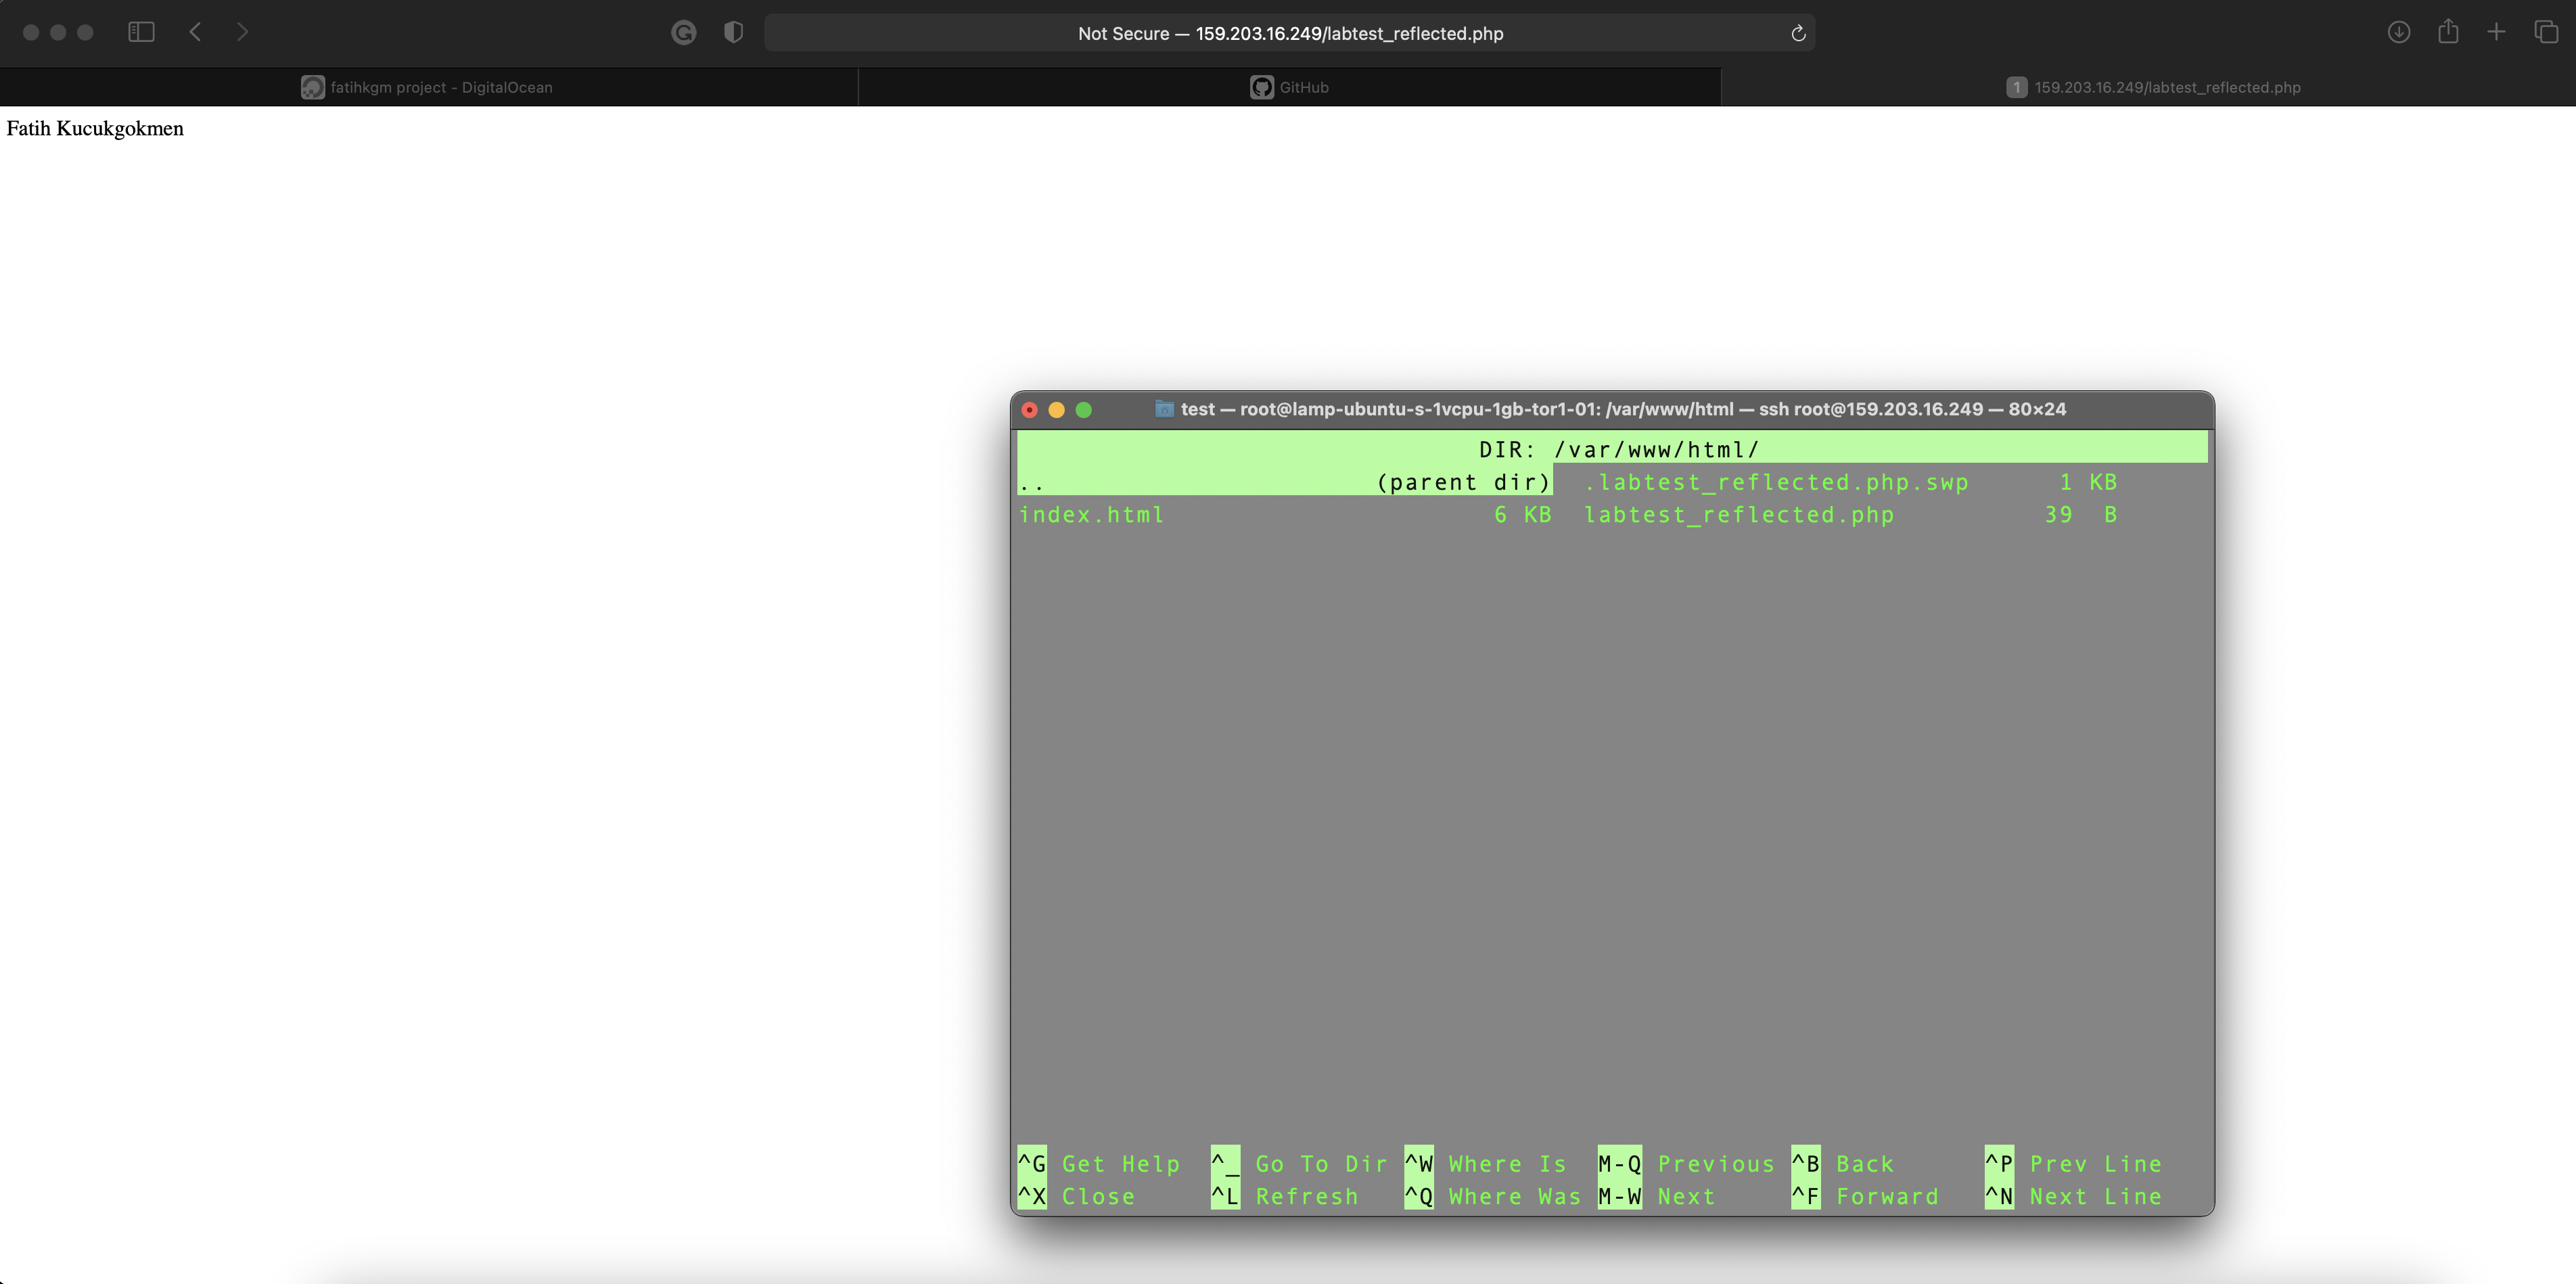 Not Secure — 159.203.16.249/labtest_reflected.php
fatihkgm project - DigitalOcean
GitHub
1 159.203.16.249/labtest_reflected.php
Fatih Kucukgokmen
test — root@lamp-ubuntu-s-1vcpu-1gb-tor1-01: /var/www/html — ssh root@159.203.16.249 — 80×24
DIR: /var/www/html/
.. (parent dir) .labtest_reflected.php.swp 1 KB
index.html 6 KB labtest_reflected.php 39 B
^G Get Help ^_ Go To Dir ^W Where Is M-Q Previous ^B Back ^P Prev Line
^X Close ^L Refresh ^Q Where Was M-W Next ^F Forward ^N Next Line